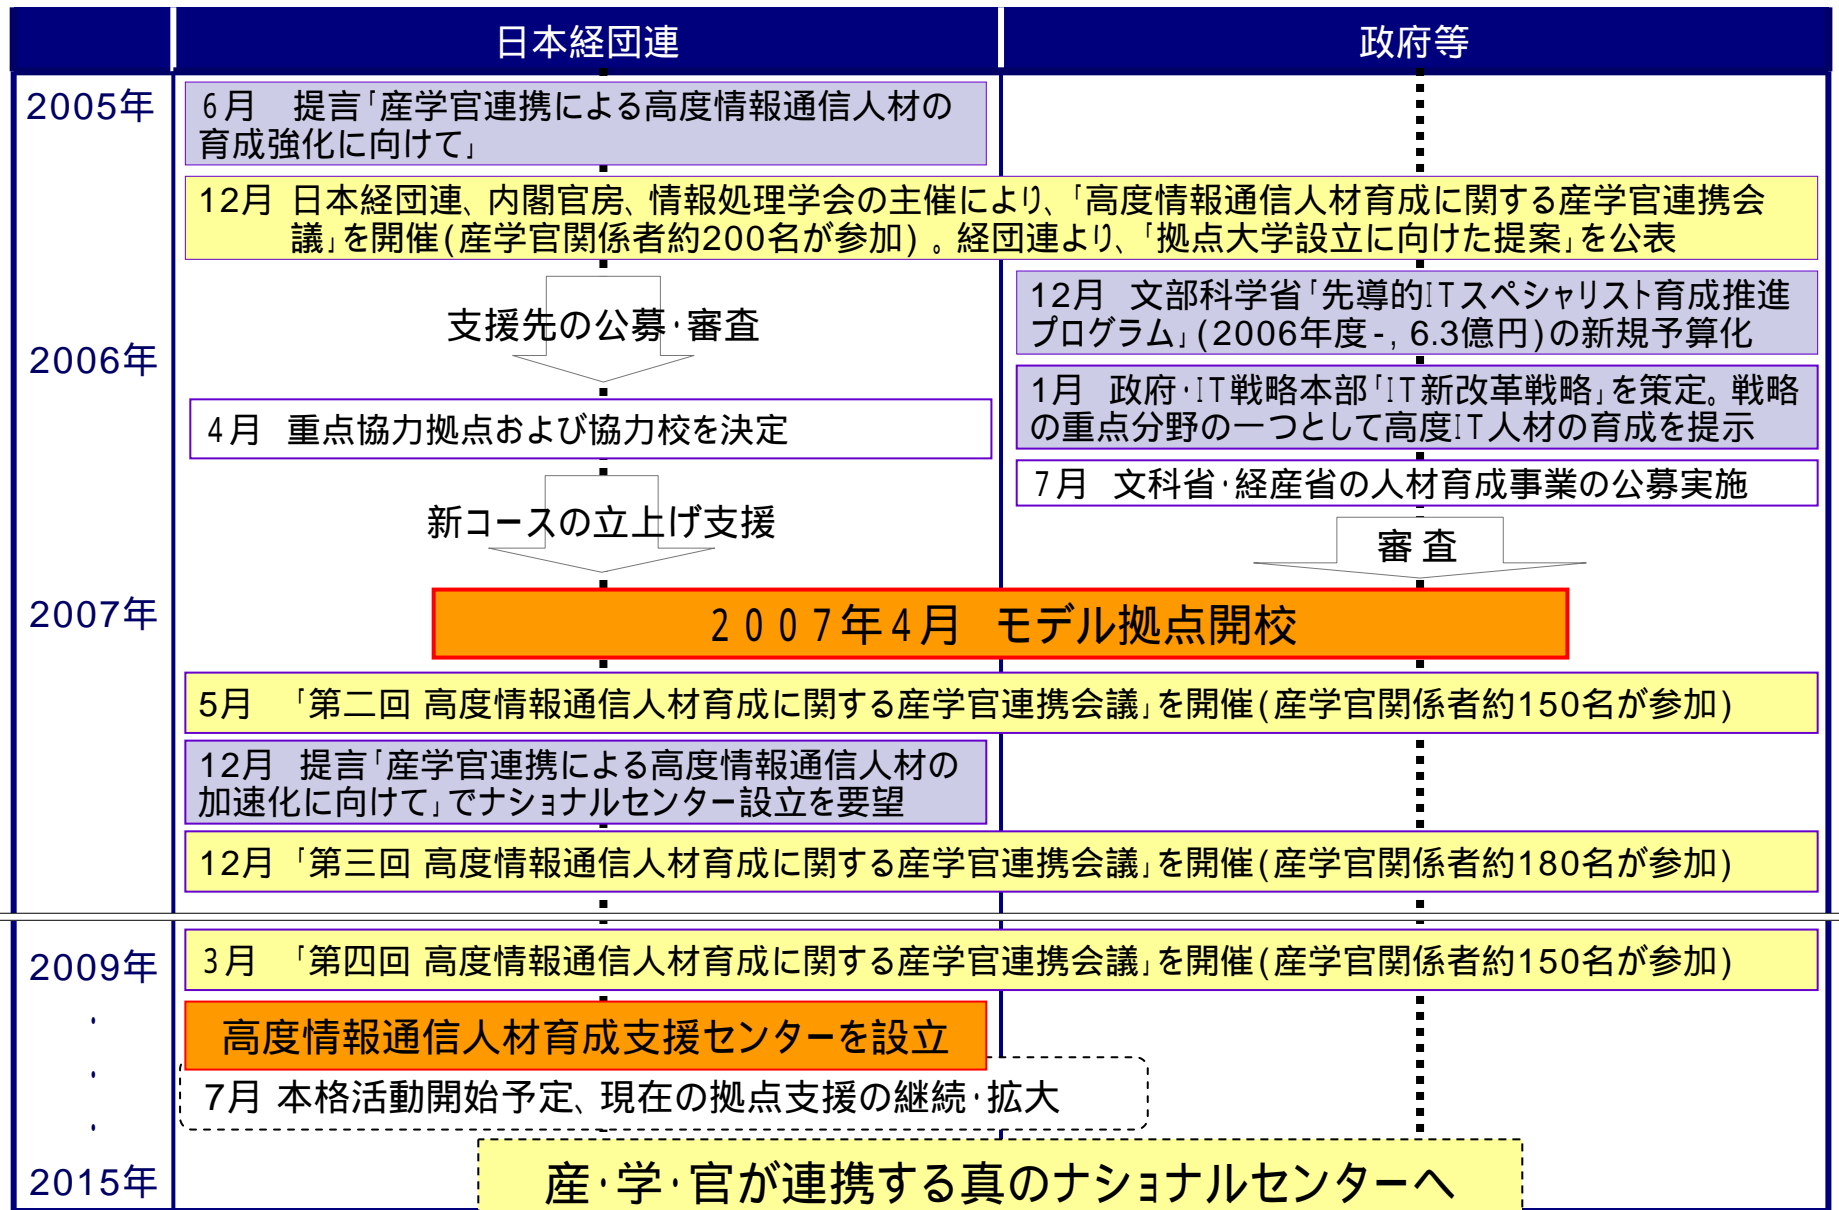 日本経団連
政府等
2005年
6月　提言「産学官連携による高度情報通信人材の
育成強化に向けて」
12月 日本経団連、内閣官房、情報処理学会の主催により、「高度情報通信人材育成に関する産学官連携会
議」を開催(産学官関係者約200名が参加)。経団連より、「拠点大学設立に向けた提案」を公表
支援先の公募・審査
12月　文部科学省「先導的ITスペシャリスト育成推進
プログラム」(2006年度-, 6.3億円)の新規予算化
2006年
1月　政府・IT戦略本部「IT新改革戦略」を策定。戦略
の重点分野の一つとして高度IT人材の育成を提示
4月　重点協力拠点および協力校を決定
7月　文科省・経産省の人材育成事業の公募実施
新コースの立上げ支援
審査
2007年
２００７年４月　モデル拠点開校
5月　「第二回 高度情報通信人材育成に関する産学官連携会議」を開催(産学官関係者約150名が参加)
12月　提言「産学官連携による高度情報通信人材の
加速化に向けて」でナショナルセンター設立を要望
12月「第三回 高度情報通信人材育成に関する産学官連携会議」を開催(産学官関係者約180名が参加)
2009年
3月　「第四回 高度情報通信人材育成に関する産学官連携会議」を開催(産学官関係者約150名が参加)
・
高度情報通信人材育成支援センターを設立
・
7月 本格活動開始予定、現在の拠点支援の継続・拡大
・
2015年
産・学・官が連携する真のナショナルセンターへ